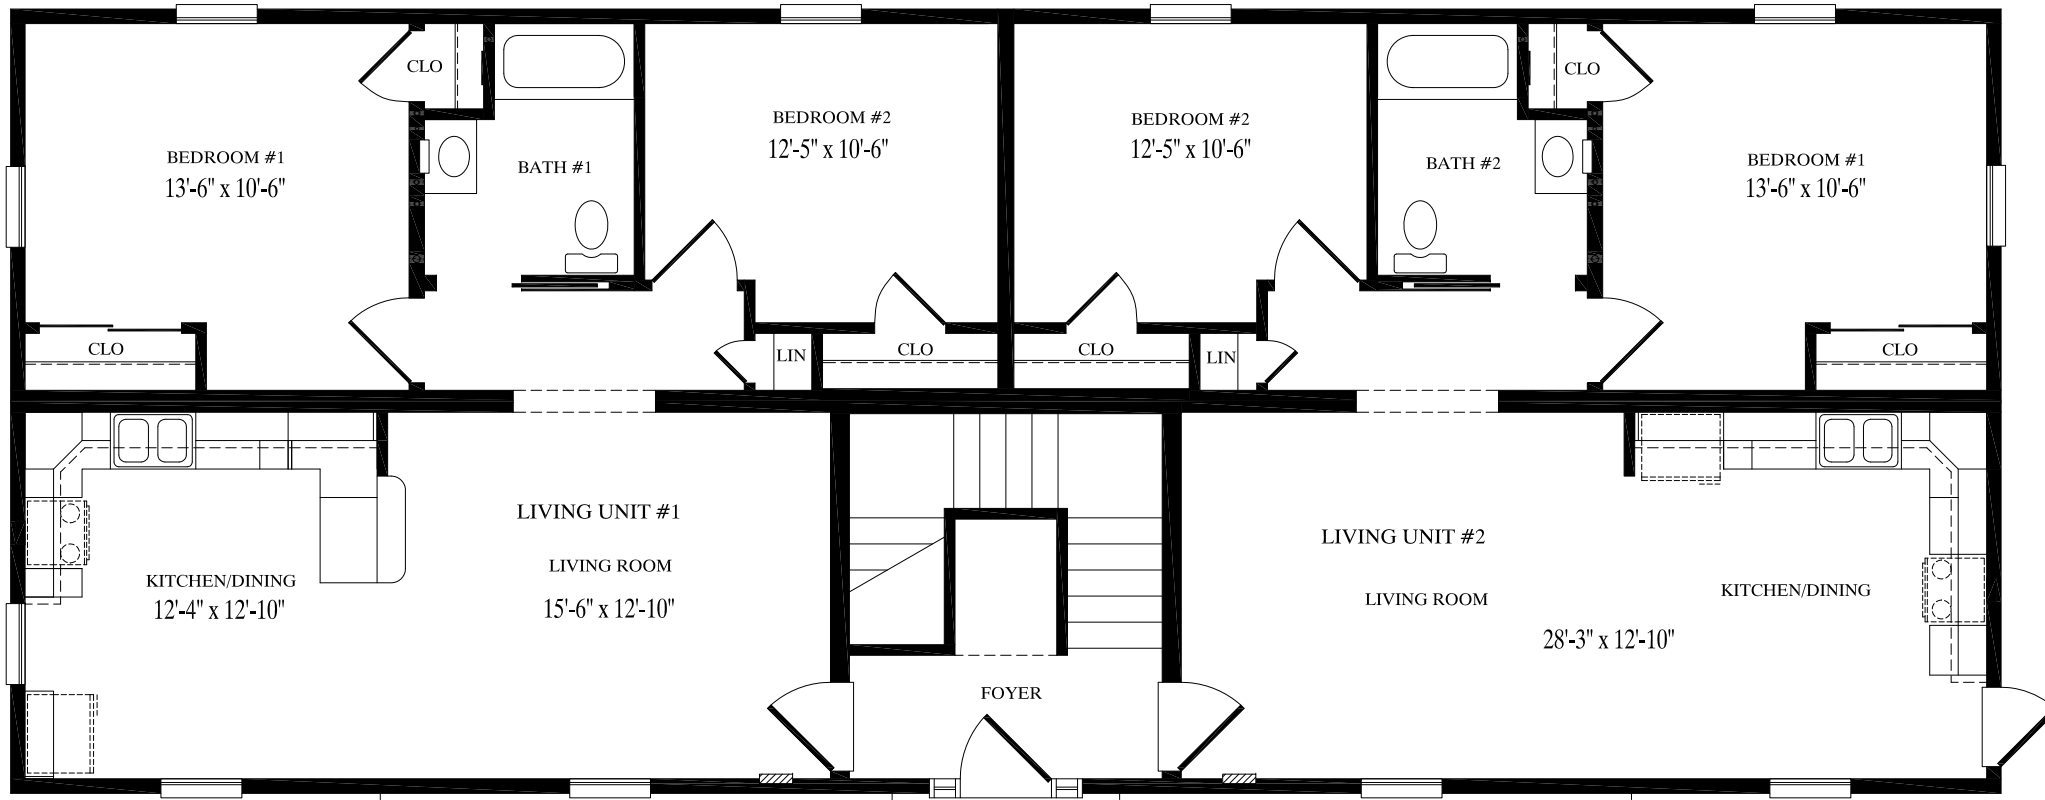 CLO
BEDROOM #1
13'-6" x 10'-6"
BATH #1
BEDROOM #2
12'-5" x 10'-6"
CLO
LIN
CLO
BEDROOM #2
12'-5" x 10'-6"
BATH #2
CLO
BEDROOM #1
13'-6" x 10'-6"
CLO
LIN
CLO
LIVING UNIT #1
LIVING ROOM
15'-6" x 12'-10"
KITCHEN/DINING
12'-4" x 12'-10"
FOYER
LIVING UNIT #2
LIVING ROOM
KITCHEN/DINING
28'-3" x 12'-10"